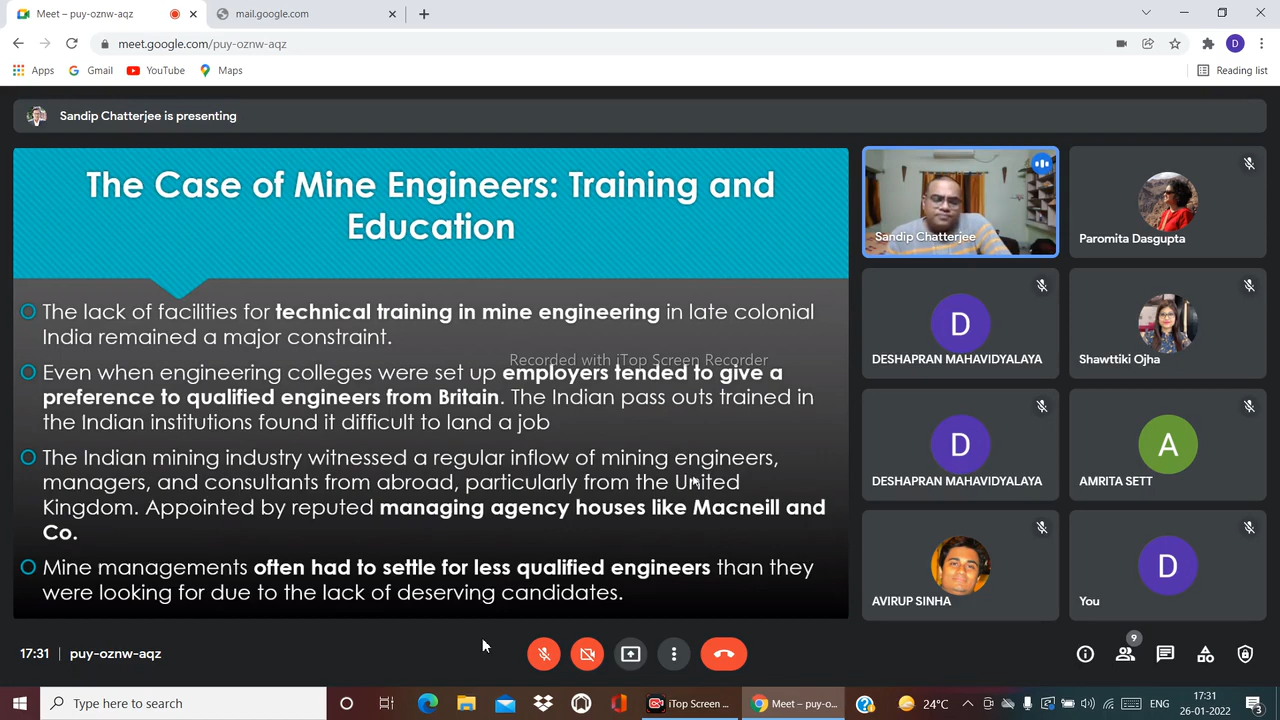 Meet – puy-oznw-aqz
mail.google.com
meet.google.com/puy-oznw-aqz
D
Apps
Gmail
YouTube
Maps
Reading list
Sandip Chatterjee is presenting
The Case of Mine Engineers: Training and
Education
The lack of facilities for technical training in mine engineering in late colonial
India remained a major constraint.
Recorded with iTop Screen Recorder
Even when engineering colleges were set up employers tended to give a
preference to qualified engineers from Britain. The Indian pass outs trained in
the Indian institutions found it difficult to land a job
The Indian mining industry witnessed a regular inflow of mining engineers,
managers, and consultants from abroad, particularly from the United
Kingdom. Appointed by reputed managing agency houses like Macneill and
Co.
Mine managements often had to settle for less qualified engineers than they
were looking for due to the lack of deserving candidates.
Sandip Chatterjee
Paromita Dasgupta
D
DESHAPRAN MAHAVIDYALAYA
Shawttiki Ojha
D
DESHAPRAN MAHAVIDYALAYA
A
AMRITA SETT
AVIRUP SINHA
D
You
17:31 | puy-oznw-aqz
9
Type here to search
iTop Screen ...
Meet – puy-o...
24°C
ENG
17:31
26-01-2022
3